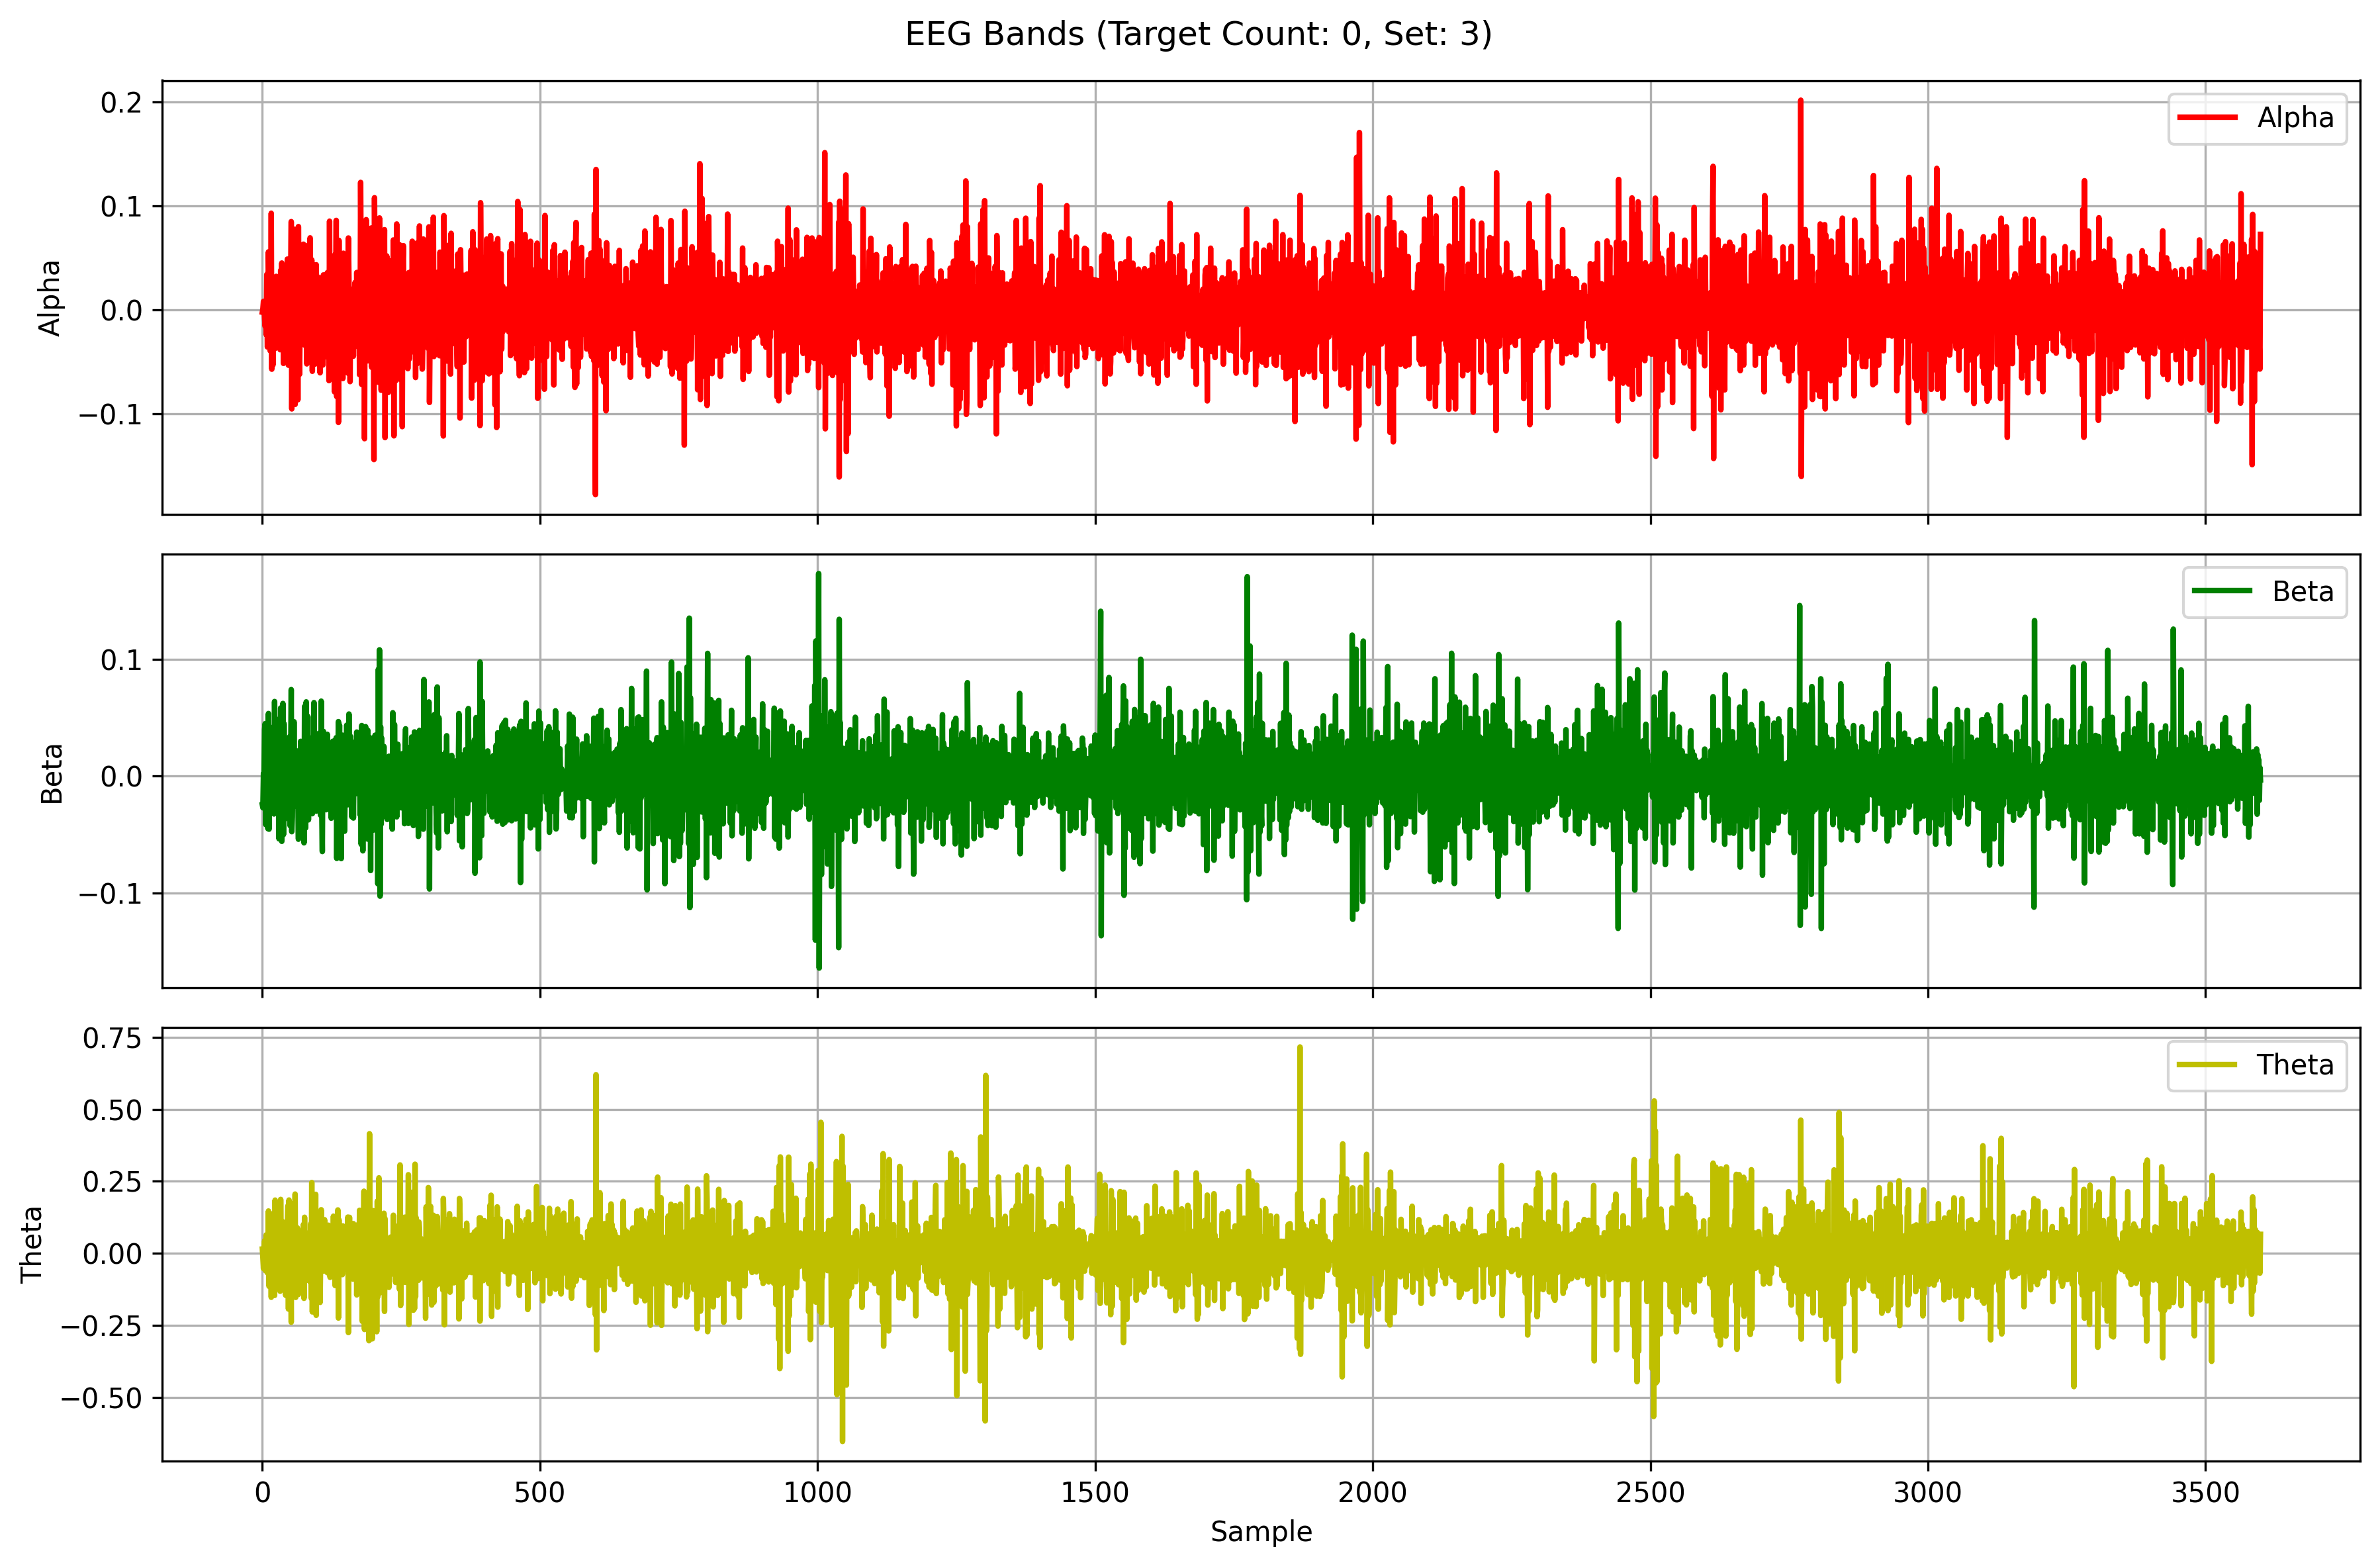 EEG Bands (Target Count: 0, Set: 3)
0.2
0.1
0.0
−0.1
Alpha
Alpha
0.1
0.0
−0.1
Beta
Beta
0.75
0.50
0.25
0.00
−0.25
−0.50
Theta
Theta
0 500 1000 1500 2000 2500 3000 3500
Sample